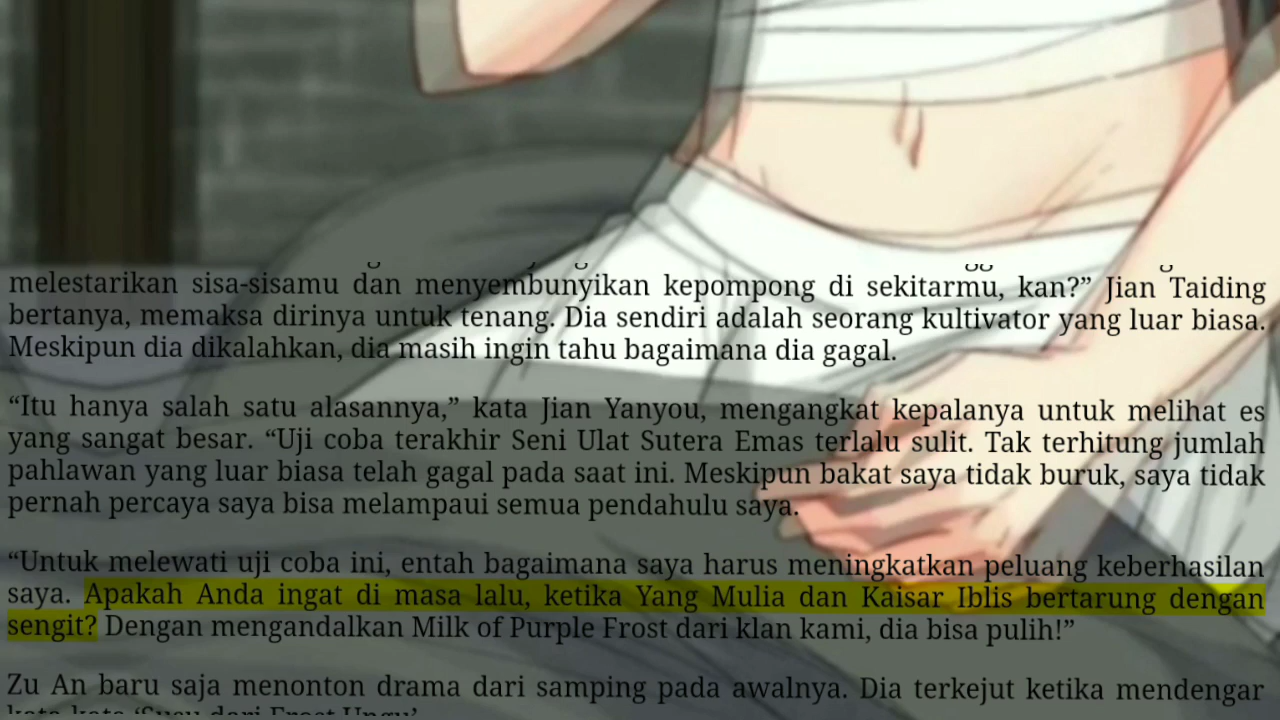 melestarikan sisa-sisamu dan menyembunyikan kepompong di sekitarmu, kan?” Jian Taiding
bertanya, memaksa dirinya untuk tenang. Dia sendiri adalah seorang kultivator yang luar biasa.
Meskipun dia dikalahkan, dia masih ingin tahu bagaimana dia gagal.
“Itu hanya salah satu alasannya,” kata Jian Yanyou, mengangkat kepalanya untuk melihat es
yang sangat besar. “Uji coba terakhir Seni Ulat Sutera Emas terlalu sulit. Tak terhitung jumlah
pahlawan yang luar biasa telah gagal pada saat ini. Meskipun bakat saya tidak buruk, saya tidak
pernah percaya saya bisa melampaui semua pendahulu saya.
“Untuk melewati uji coba ini, entah bagaimana saya harus meningkatkan peluang keberhasilan
saya. Apakah Anda ingat di masa lalu, ketika Yang Mulia dan Kaisar Iblis bertarung dengan
sengit? Dengan mengandalkan Milk of Purple Frost dari klan kami, dia bisa pulih!”
Zu An baru saja menonton drama dari samping pada awalnya. Dia terkejut ketika mendengar
kata-kata ‘Susu dari Frost Ungu’